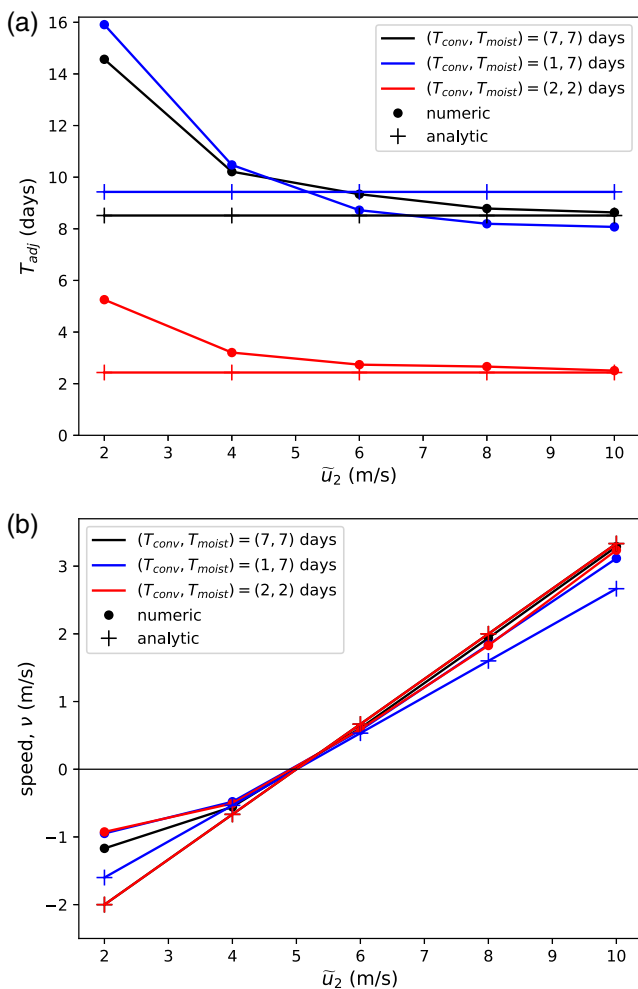 (a)
16
14
12
10
8
6
4
2
0
T_adj (days)
(T_conv, T_moist) = (7, 7) days
(T_conv, T_moist) = (1, 7) days
(T_conv, T_moist) = (2, 2) days
numeric
analytic
2 3 4 5 6 7 8 9 10
ũ₂ (m/s)
(b)
3
2
1
0
−1
−2
speed, ν (m/s)
(T_conv, T_moist) = (7, 7) days
(T_conv, T_moist) = (1, 7) days
(T_conv, T_moist) = (2, 2) days
numeric
analytic
2 3 4 5 6 7 8 9 10
ũ₂ (m/s)